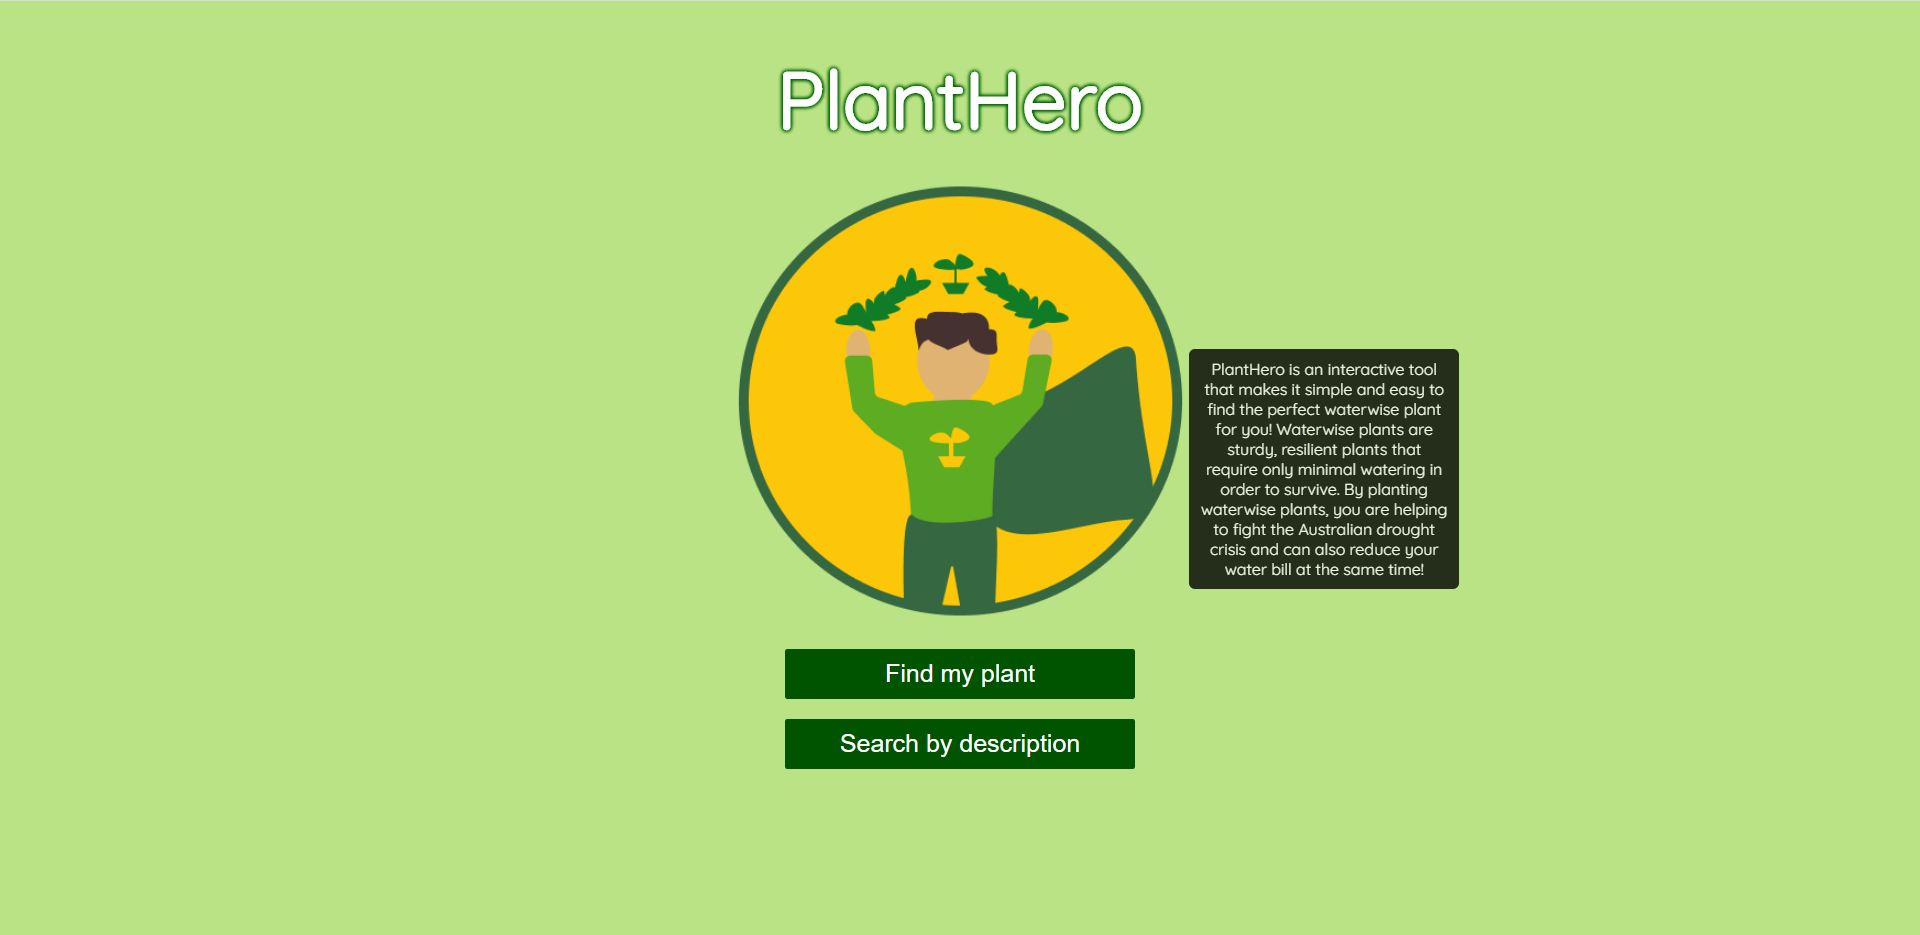 PlantHero
PlantHero is an interactive tool
that makes it simple and easy to
find the perfect waterwise plant
for you! Waterwise plants are
sturdy, resilient plants that
require only minimal watering in
order to survive. By planting
waterwise plants, you are helping
to fight the Australian drought
crisis and can also reduce your
water bill at the same time!
Find my plant
Search by description